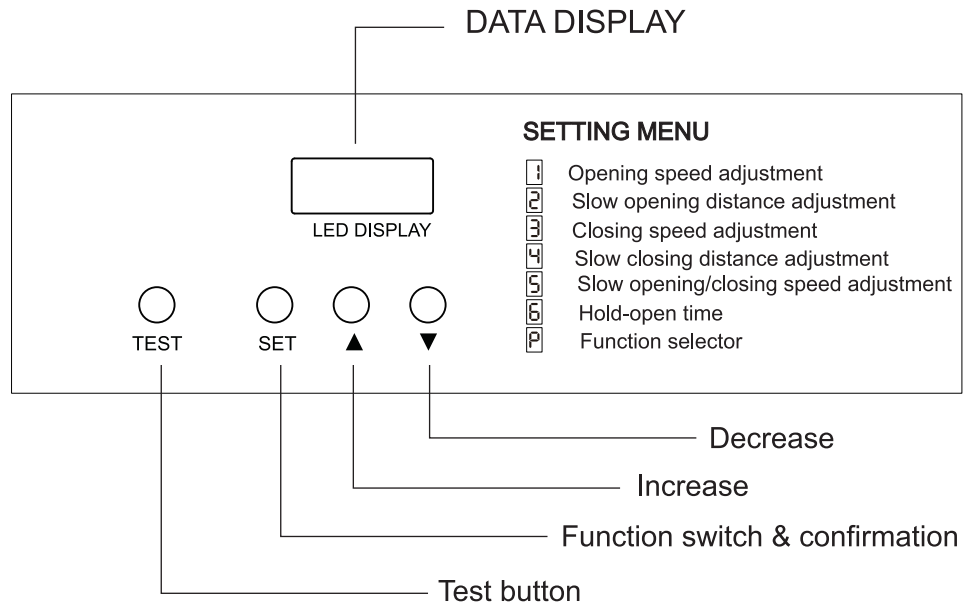 DATA DISPLAY
SETTING MENU
1 Opening speed adjustment
2 Slow opening distance adjustment
3 Closing speed adjustment
4 Slow closing distance adjustment
5 Slow opening/closing speed adjustment
6 Hold-open time
P Function selector
LED DISPLAY
TEST SET ▲ ▼
Decrease
Increase
Function switch & confirmation
Test button